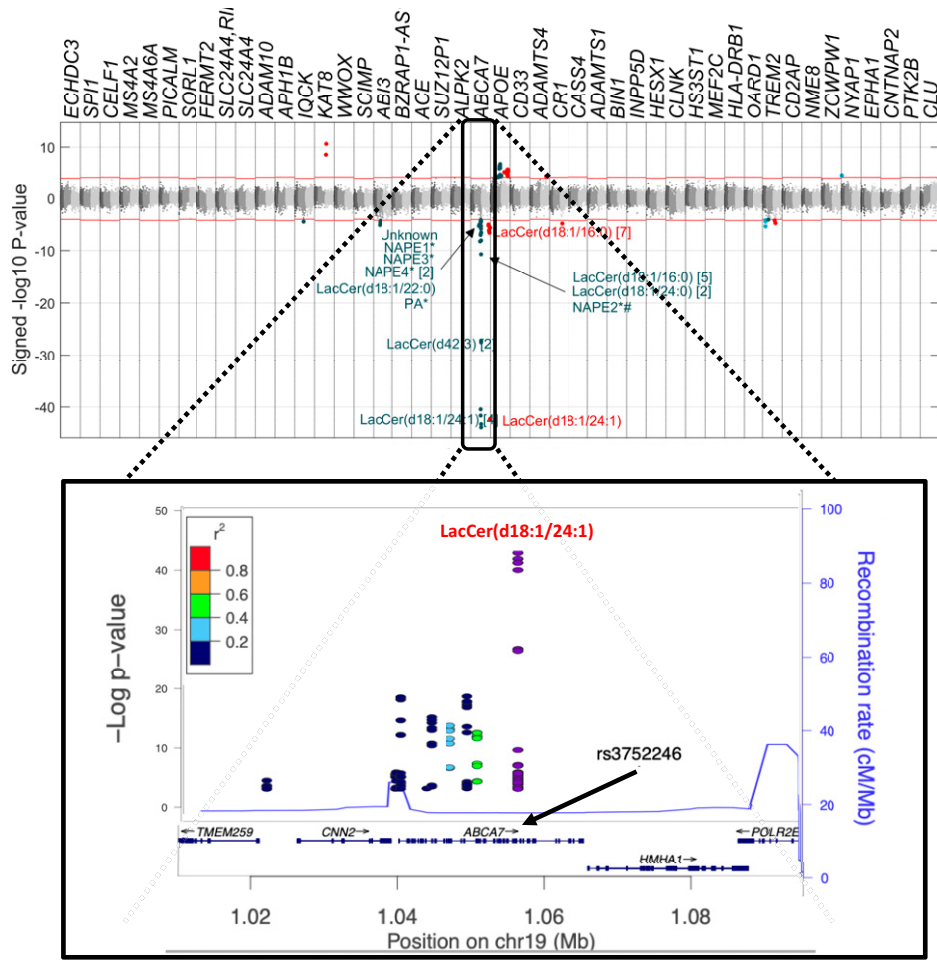 ECHDC3
SPI1
CELF1
MS4A2
MS4A6A
PICALM
SORL1
FERMT2
SLC24A4,RI
SLC24A4
ADAM10
APH1B
IQCK
KAT8
WWOX
SCIMP
ABI3
BZRAP1-AS
ACE
SUZ12P1
ALPK2
ABCA7
APOE
CD33
ADAMTS4
CR1
CASS4
ADAMTS1
BIN1
INPP5D
HESX1
CLNK
HS3ST1
MEF2C
HLA-DRB1
OARD1
TREM2
CD2AP
NME8
ZCWPW1
NYAP1
EPHA1
CNTNAP2
PTK2B
CLU
Signed -log10 P-value
10
0
-10
-20
-30
-40
Unknown
NAPE1*
NAPE3*
NAPE4* [2]
LacCer(d18:1/22:0)
PA*
LacCer(d18:1/16:0) [7]
LacCer(d18:1/16:0) [5]
LacCer(d18:1/24:0) [2]
NAPE2*#
LacCer(d42:3) [2]
LacCer(d18:1/24:1)
LacCer(d18:1/24:1)
LacCer(d18:1/24:1)
r²
0.8
0.6
0.4
0.2
−Log p−value
50
40
30
20
10
0
100
80
60
40
20
0
Recombination rate (cM/Mb)
rs3752246
TMEM259
CNN2
ABCA7
POLR2E
HMHA1
1.02
1.04
1.06
1.08
Position on chr19 (Mb)